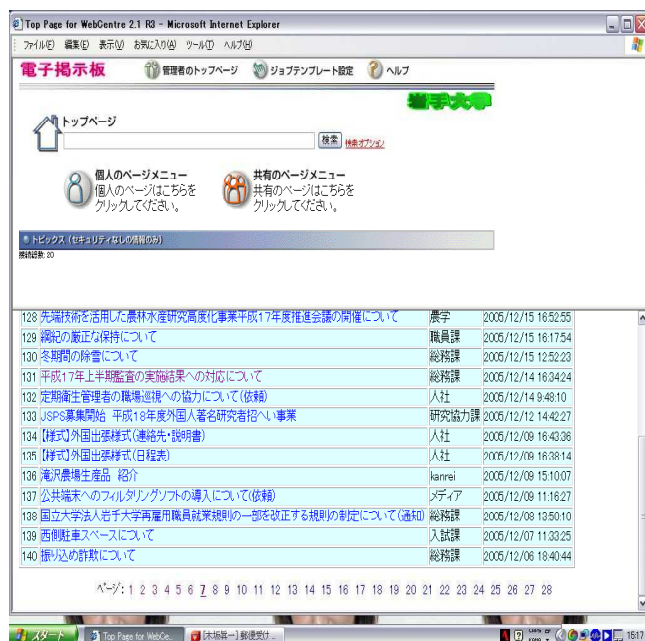 Top Page for WebCentre 2.1 R3 - Microsoft Internet Explorer
ファイル(F) 編集(E) 表示(V) お気に入り(A) ツール(T) ヘルプ(H)
電子掲示板 管理者のトップページ ジョブテンプレート設定 ヘルプ
岩手大学
トップページ
検索 検索オプション
個人のページメニュー 共有のページメニュー
個人のページはこちらを 共有のページはこちらを
クリックしてください。 クリックしてください。
トピックス (セキュリティなしの情報のみ)
接続総数: 20
128 先端技術を活用した農林水産研究高度化事業平成17年度推進会議の開催について 農学 2005/12/15 16:52:55
129 綱紀の厳正な保持について 職員課 2005/12/15 16:17:54
130 冬期間の除雪について 総務課 2005/12/15 12:52:23
131 平成17年上半期監査の実施結果への対応について 総務課 2005/12/14 16:34:24
132 定期衛生管理者の職場巡視への協力について(依頼) 人社 2005/12/14 9:48:10
133 JSPS募集開始 平成18年度外国人著名研究者招へい事業 研究協力課 2005/12/12 14:42:27
134 【様式】外国出張様式(連絡先・説明書) 人社 2005/12/09 16:43:36
135 【様式】外国出張様式(日程表) 人社 2005/12/09 16:38:14
136 滝沢農場生産品 紹介 kanrei 2005/12/09 15:10:07
137 公共端末へのフィルタリングソフトの導入について(依頼) メディア 2005/12/09 11:16:27
138 国立大学法人岩手大学再雇用職員就業規則の一部を改正する規則の制定について(通知) 総務課 2005/12/08 13:50:10
139 西側駐車スペースについて 入試課 2005/12/07 11:33:25
140 振り込め詐欺について 総務課 2005/12/06 18:40:44
ページ: 1 2 3 4 5 6 7 8 9 10 11 12 13 14 15 16 17 18 19 20 21 22 23 24 25 26 27 28
スタート Top Page for WebCe... [大坊昇一] 郵便受け... 15:17